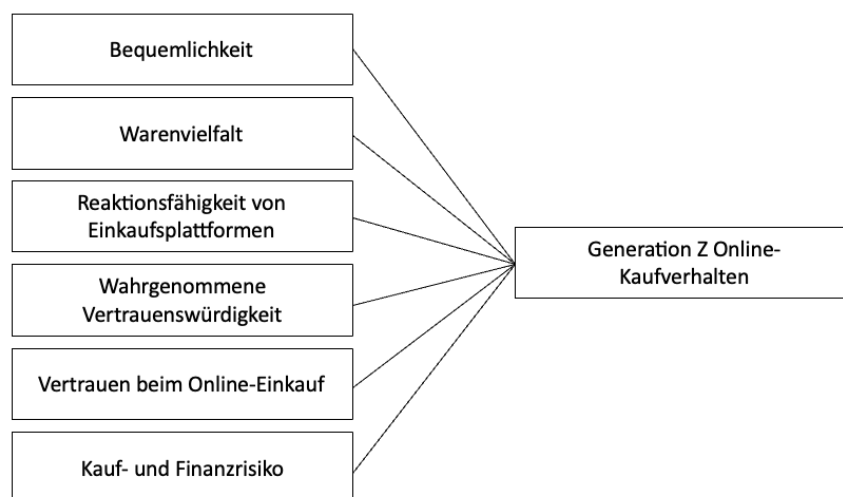 Bequemlichkeit
Warenvielfalt
Reaktionsfähigkeit von
Einkaufsplattformen
Wahrgenommene
Vertrauenswürdigkeit
Vertrauen beim Online-Einkauf
Kauf- und Finanzrisiko
Generation Z Online-
Kaufverhalten